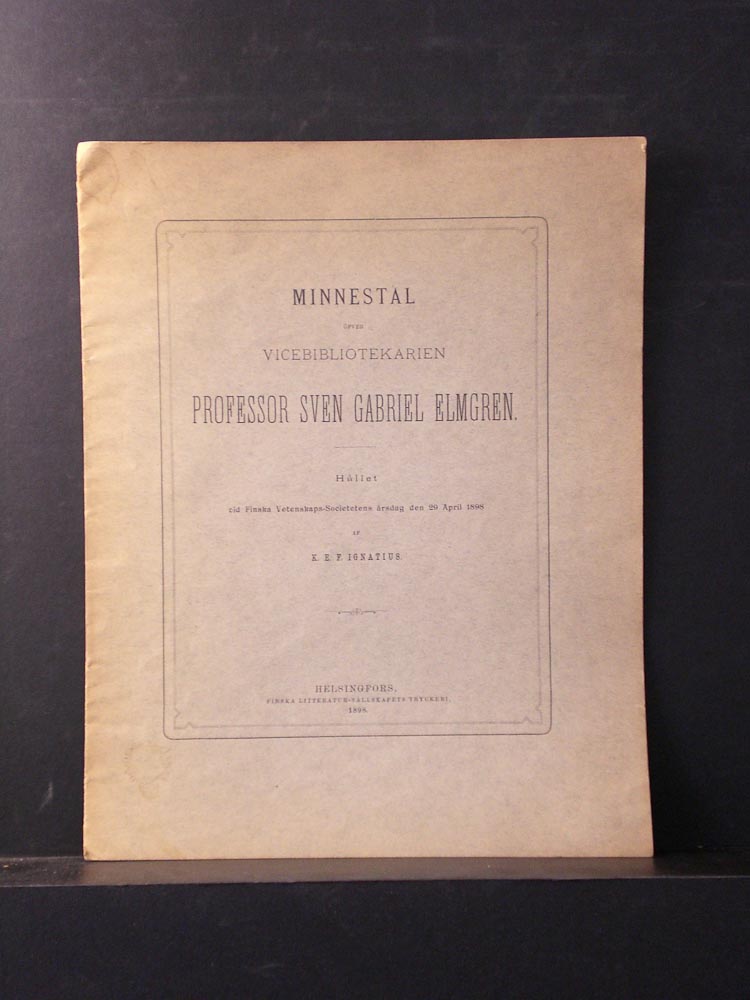 MINNESTAL
ÖFVER
VICEBIBLIOTEKARIEN
PROFESSOR SVEN GABRIEL ELMGREN.
Hållet
vid Finska Vetenskaps-Societetens årsdag den 29 April 1898
AF
K. E. F. IGNATIUS.
HELSINGFORS,
FINSKA LITTERATUR-SÄLLSKAPETS TRYCKERI,
1898.